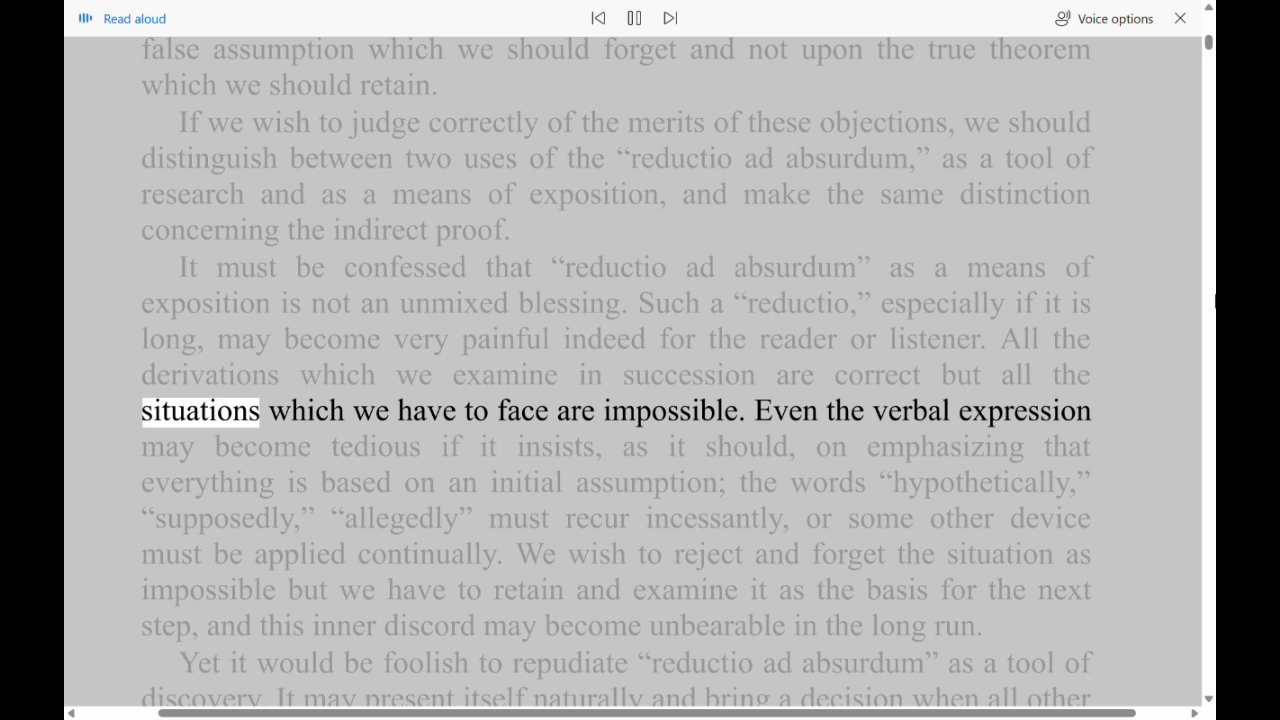 Read aloud
Voice options
false assumption which we should forget and not upon the true theorem
which we should retain.
If we wish to judge correctly of the merits of these objections, we should
distinguish between two uses of the “reductio ad absurdum,” as a tool of
research and as a means of exposition, and make the same distinction
concerning the indirect proof.
It must be confessed that “reductio ad absurdum” as a means of
exposition is not an unmixed blessing. Such a “reductio,” especially if it is
long, may become very painful indeed for the reader or listener. All the
derivations which we examine in succession are correct but all the
situations which we have to face are impossible. Even the verbal expression
may become tedious if it insists, as it should, on emphasizing that
everything is based on an initial assumption; the words “hypothetically,”
“supposedly,” “allegedly” must recur incessantly, or some other device
must be applied continually. We wish to reject and forget the situation as
impossible but we have to retain and examine it as the basis for the next
step, and this inner discord may become unbearable in the long run.
Yet it would be foolish to repudiate “reductio ad absurdum” as a tool of
discovery. It may present itself naturally and bring a decision when all other